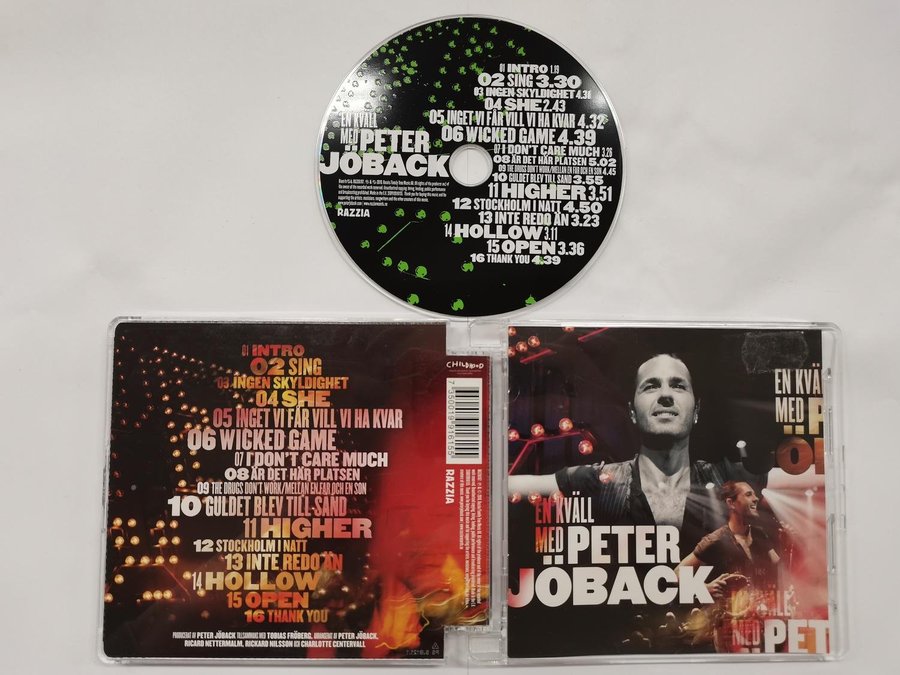 01 INTRO 1.19
02 SING 3.30
03 INGEN SKYLDIGHET 4.38
04 SHE 2.43
05 INGET VI FÅR VILL VI HA KVAR 4.32
06 WICKED GAME 4.39
07 I DON'T CARE MUCH 3.26
08 ÄR DET HÄR PLATSEN 5.02
09 THE DRUGS DON'T WORK/MELLAN EN FAR OCH EN SON 4.45
10 GULDET BLEV TILL SAND 3.55
11 HIGHER 3.51
12 STOCKHOLM I NATT 4.50
13 INTE REDO ÄN 3.23
14 HOLLOW 3.11
15 OPEN 3.36
16 THANK YOU 4.39
EN KVÄLL
MED PETER
JÖBACK
RAZZIA
01 INTRO
02 SING
03 INGEN SKYLDIGHET
04 SHE
05 INGET VI FÅR VILL VI HA KVAR
06 WICKED GAME
07 I DON'T CARE MUCH
08 ÄR DET HÄR PLATSEN
09 THE DRUGS DON'T WORK/MELLAN EN FAR OCH EN SON
10 GULDET BLEV TILL SAND
11 HIGHER
12 STOCKHOLM I NATT
13 INTE REDO ÄN
14 HOLLOW
15 OPEN
16 THANK YOU
PRODUCERAT AV PETER JÖBACK TILLSAMMANS MED TOBIAS FRÖBERG. ARRANGERAT AV PETER JÖBACK,
RICARD NETTERMALM, RICKARD NILSSON OCH CHARLOTTE CENTERVALL
CHILDHOOD
7350019916155
RAZZIA
EN KVÄL
MED P
EN KVÄLL
MED PETER
JÖBACK
MED PET